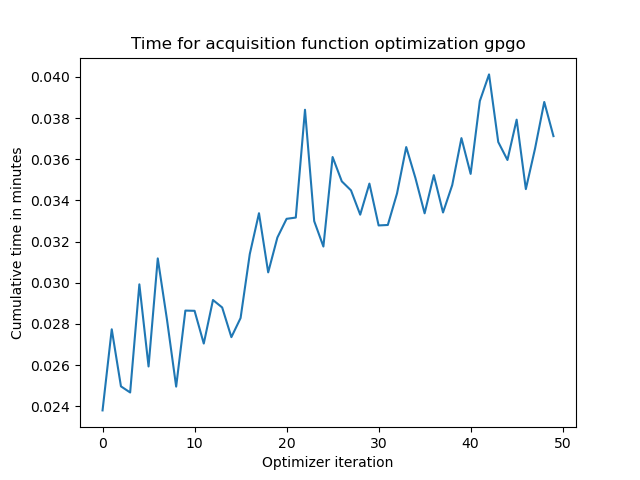 Time for acquisition function optimization gpgo
Cumulative time in minutes
0.040
0.038
0.036
0.034
0.032
0.030
0.028
0.026
0.024
0 10 20 30 40 50
Optimizer iteration